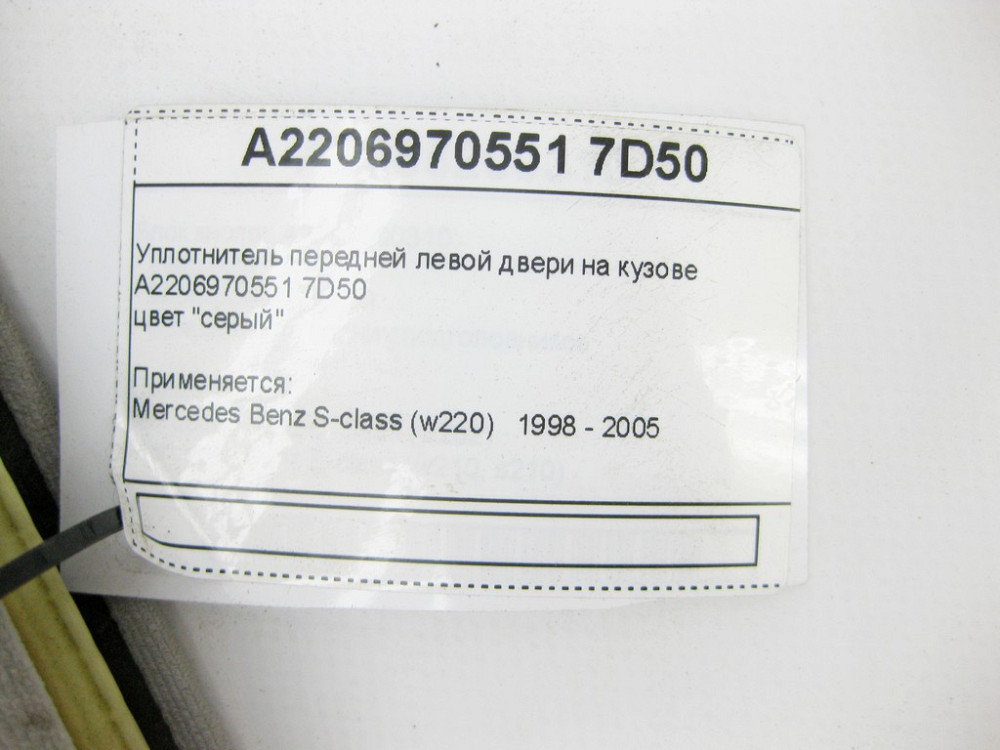 A2206970551 7D50
Уплотнитель передней левой двери на кузове
A2206970551 7D50
цвет "серый"
Применяется:
Mercedes Benz S-class (w220) 1998 - 2005